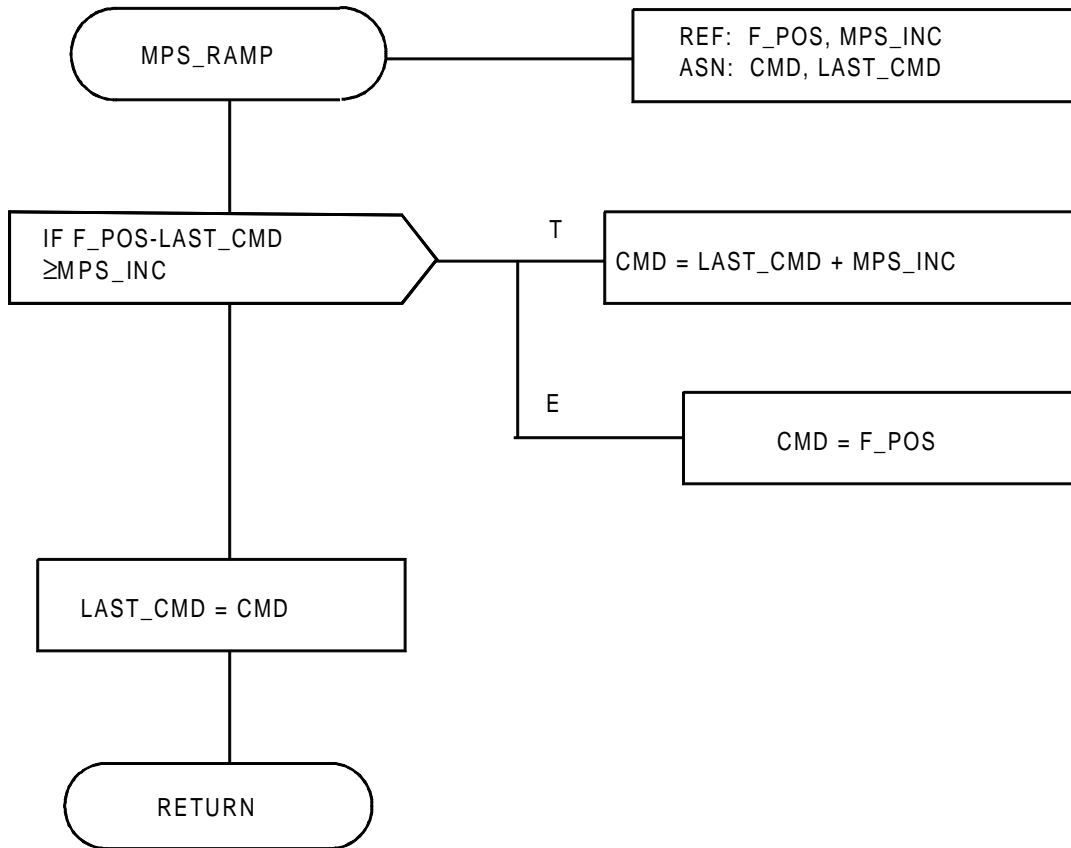 MPS_RAMP
REF: F_POS, MPS_INC
ASN: CMD, LAST_CMD
IF F_POS-LAST_CMD
≥MPS_INC
T
CMD = LAST_CMD + MPS_INC
E
CMD = F_POS
LAST_CMD = CMD
RETURN